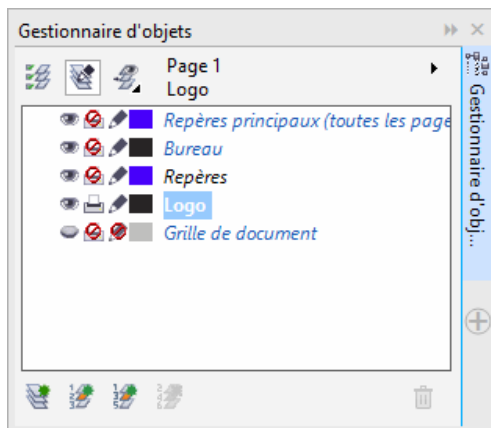 Gestionnaire d'objets
Page 1
Logo
Repères principaux (toutes les page
Bureau
Repères
Logo
Grille de document
Gestionnaire d'obj...